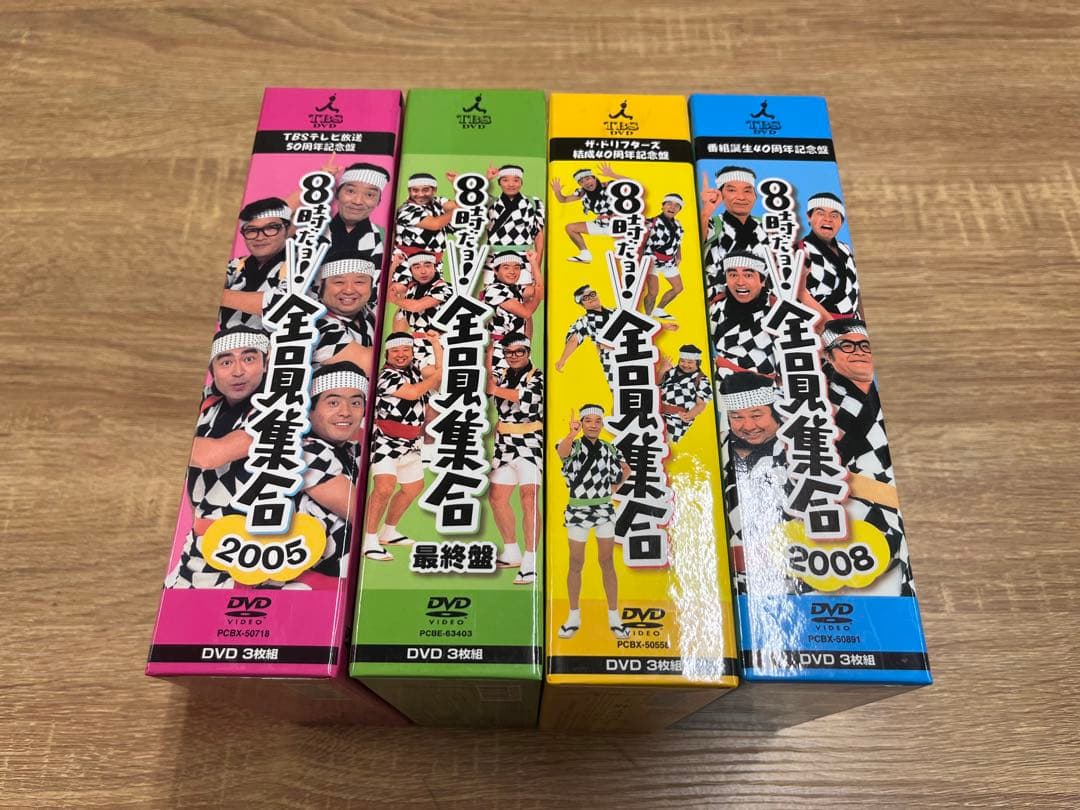 TBS
DVD
TBSテレビ放送
50周年記念盤
8時だョ!
全員集合
2005
DVD
VIDEO
PCBX-50718
DVD 3枚組
TBS
DVD
8時だョ!
全員集合
最終盤
DVD
VIDEO
PCBE-63403
DVD 3枚組
TBS
DVD
ザ・ドリフターズ
結成40周年記念盤
8時だョ!
全員集合
DVD
VIDEO
PCBX-50558
DVD 3枚組
TBS
DVD
番組誕生40周年記念盤
8時だョ!
全員集合
2008
DVD
VIDEO
PCBX-50891
DVD 3枚組